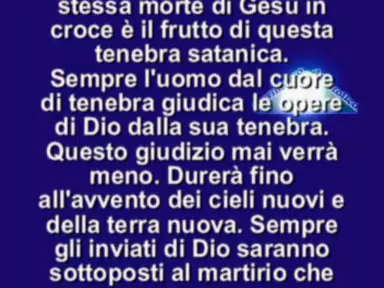 stessa morte di Gesù in
croce è il frutto di questa
tenebra satanica.
Sempre l'uomo dal cuore
di tenebra giudica le opere
di Dio dalla sua tenebra.
Questo giudizio mai verrà
meno. Durerà fino
all'avvento dei cieli nuovi e
della terra nuova. Sempre
gli inviati di Dio saranno
sottoposti al martirio che